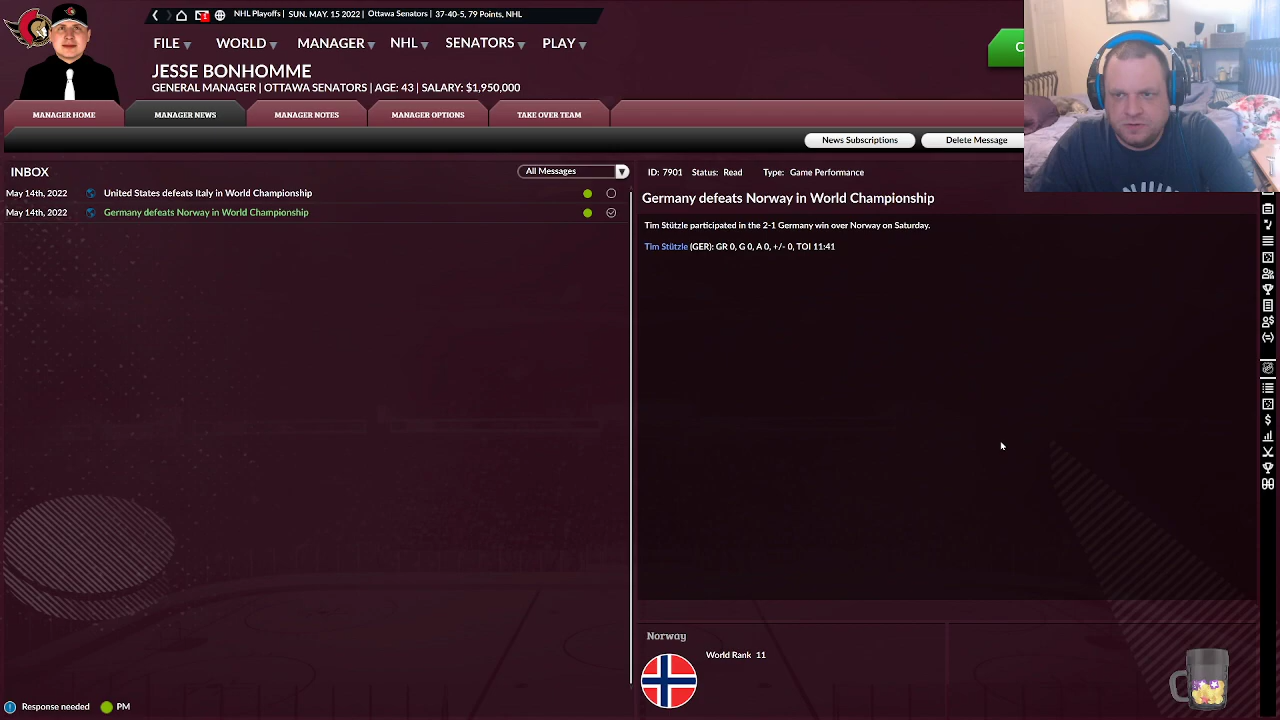 NHL Playoffs | SUN. MAY. 15 2022 | Ottawa Senators | 37-40-5, 79 Points, NHL
FILE WORLD MANAGER NHL SENATORS PLAY
JESSE BONHOMME
GENERAL MANAGER | OTTAWA SENATORS | AGE: 43 | SALARY: $1,950,000
MANAGER HOME MANAGER NEWS MANAGER NOTES MANAGER OPTIONS TAKE OVER TEAM
News Subscriptions Delete Message
INBOX All Messages
May 14th, 2022 United States defeats Italy in World Championship
May 14th, 2022 Germany defeats Norway in World Championship
ID: 7901 Status: Read Type: Game Performance
Germany defeats Norway in World Championship
Tim Stützle participated in the 2-1 Germany win over Norway on Saturday.
Tim Stützle (GER): GR 0, G 0, A 0, +/- 0, TOI 11:41
Norway
World Rank 11
Response needed PM